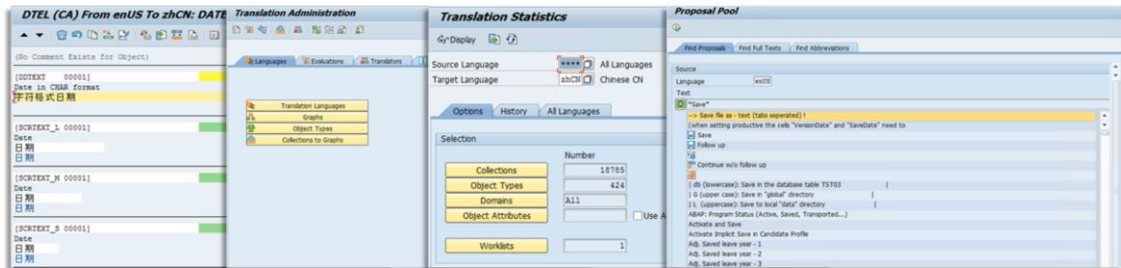 DTEL (CA) From enUS To zhCN: DATE
(No Comment Exists for Object)
[DDTEXT 00001]
Date in CHAR format
字符格式日期
[SCRTEXT_L 00001]
Date
日期
日期
[SCRTEXT_M 00001]
Date
日期
日期
[SCRTEXT_S 00001]
Date
日期
日期
Translation Administration
Languages
Evaluations
Translators
Translation Languages
Graphs
Object Types
Collections to Graphs
Translation Statistics
Display
Source Language **** All Languages
Target Language zhCN Chinese CN
Options History All Languages
Selection
Number
Collections 18785
Object Types 424
Domains All
Object Attributes Use A
Worklists 1
Proposal Pool
Find Proposals Find Full Texts Find Abbreviations
Source
Language enUS
Text
*Save*
--> Save file as - text (tabs seperated) !
(when setting productive the cells "VersionDate" and "SaveDate" need to
Save
Follow up
Continue w/o follow up
| db (lowercase): Save in the database table TST03 |
| G (upper case): Save in "global" directory |
| L (uppercase): Save to local "data" directory |
ABAP: Program Status (Active, Saved, Transported...)
Activate and Save
Activate Implicit Save in Candidate Profile
Adj. Saved leave year - 1
Adj. Saved leave year - 2
Adj. Saved leave year - 3